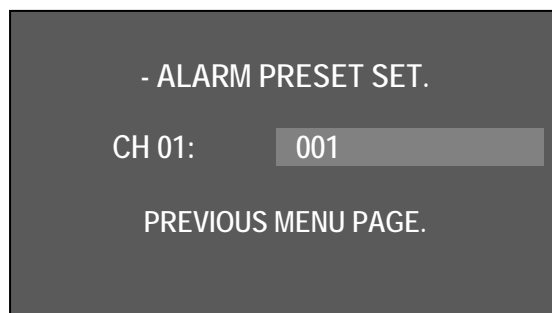 - ALARM PRESET SET.
CH 01: 001
PREVIOUS MENU PAGE.